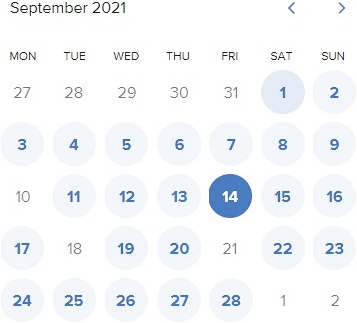 September 2021
MON TUE WED THU FRI SAT SUN
27 28 29 30 31 1 2
3 4 5 6 7 8 9
10 11 12 13 14 15 16
17 18 19 20 21 22 23
24 25 26 27 28 1 2